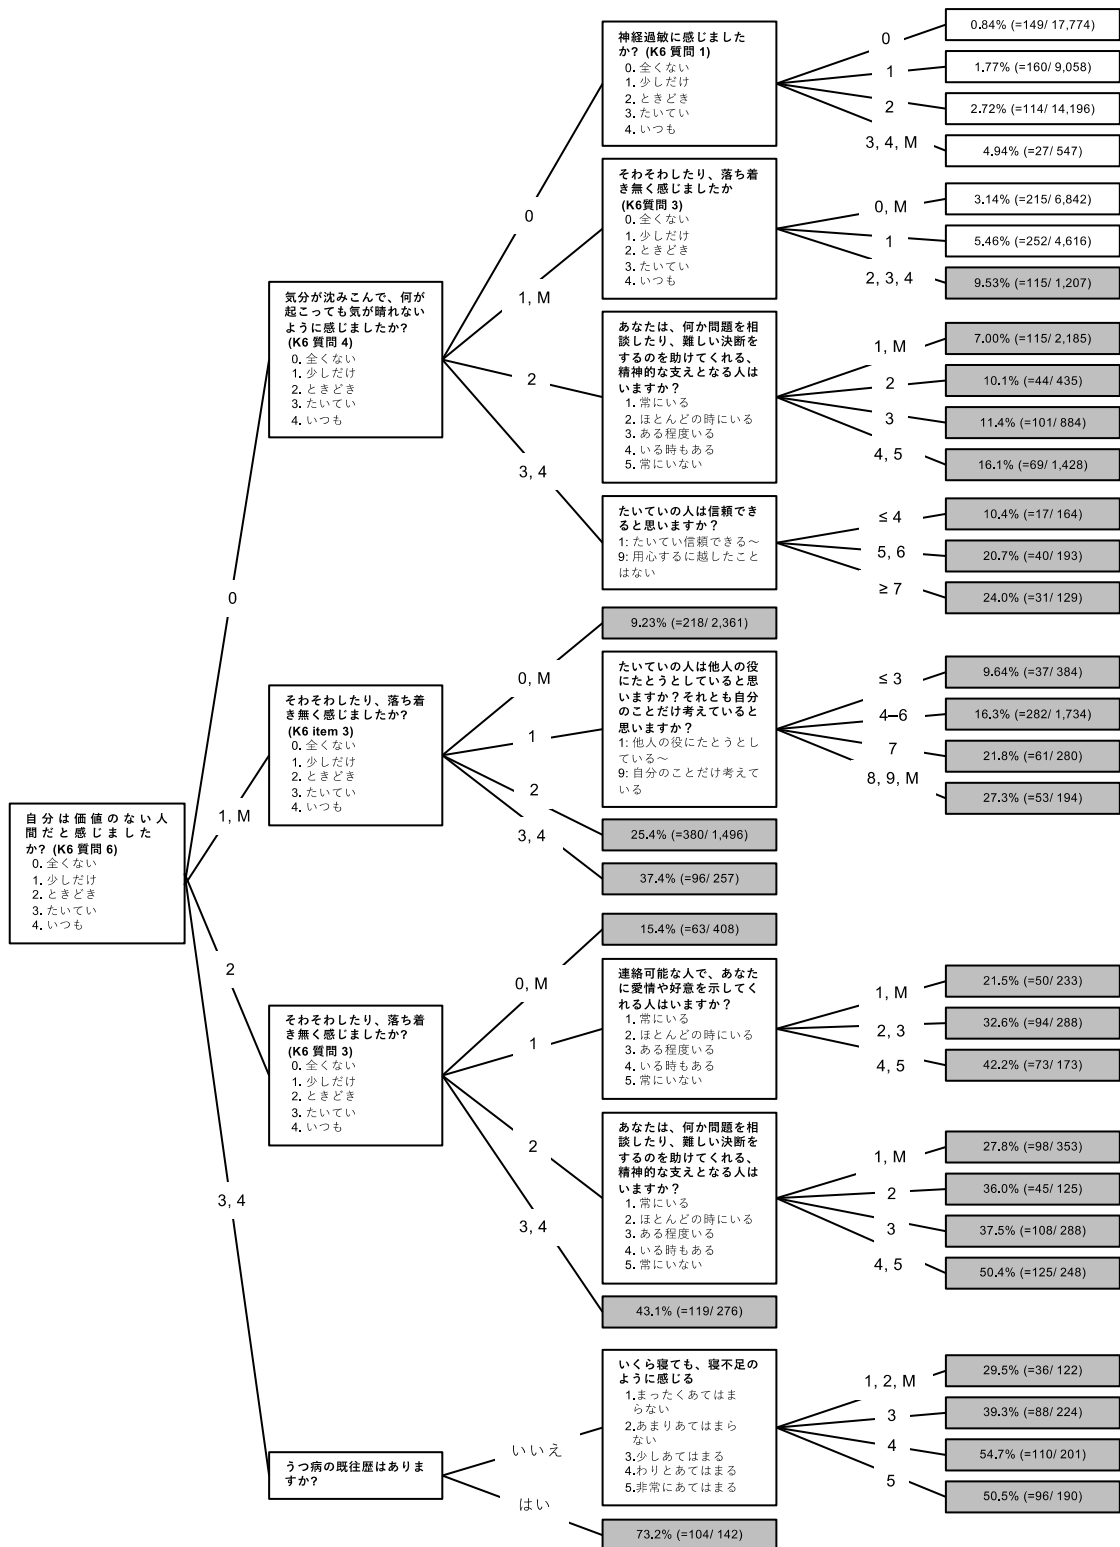 自分は価値のない人
間だと感じました
か? (K6 質問 6)
0. 全くない
1. 少しだけ
2. ときどき
3. たいてい
4. いつも
0
1, M
2
3, 4
気分が沈みこんで、何が
起こっても気が晴れない
ように感じましたか?
(K6 質問 4)
0. 全くない
1. 少しだけ
2. ときどき
3. たいてい
4. いつも
0
1, M
2
3, 4
神経過敏に感じました
か? (K6 質問 1)
0. 全くない
1. 少しだけ
2. ときどき
3. たいてい
4. いつも
0
1
2
3, 4, M
0.84% (=149/ 17,774)
1.77% (=160/ 9,058)
2.72% (=114/ 14,196)
4.94% (=27/ 547)
そわそわしたり、落ち着
き無く感じましたか
(K6質問 3)
0. 全くない
1. 少しだけ
2. ときどき
3. たいてい
4. いつも
0, M
1
2, 3, 4
3.14% (=215/ 6,842)
5.46% (=252/ 4,616)
9.53% (=115/ 1,207)
あなたは、何か問題を相
談したり、難しい決断を
するのを助けてくれる、
精神的な支えとなる人は
いますか?
1. 常にいる
2. ほとんどの時にいる
3. ある程度いる
4. いる時もある
5. 常にいない
1, M
2
3
4, 5
7.00% (=115/ 2,185)
10.1% (=44/ 435)
11.4% (=101/ 884)
16.1% (=69/ 1,428)
たいていの人は信頼でき
ると思いますか?
1: たいてい信頼できる～
9: 用心するに越したこと
はない
≤ 4
5, 6
≥ 7
10.4% (=17/ 164)
20.7% (=40/ 193)
24.0% (=31/ 129)
そわそわしたり、落ち着
き無く感じましたか?
(K6 item 3)
0. 全くない
1. 少しだけ
2. ときどき
3. たいてい
4. いつも
0, M
1
2
3, 4
9.23% (=218/ 2,361)
たいていの人は他人の役
にたとうとしていると思
いますか？それとも自分
のことだけ考えていると
思いますか?
1: 他人の役にたとうとし
ている～
9: 自分のことだけ考えて
いる
≤ 3
4–6
7
8, 9, M
9.64% (=37/ 384)
16.3% (=282/ 1,734)
21.8% (=61/ 280)
27.3% (=53/ 194)
25.4% (=380/ 1,496)
37.4% (=96/ 257)
そわそわしたり、落ち着
き無く感じましたか?
(K6 質問 3)
0. 全くない
1. 少しだけ
2. ときどき
3. たいてい
4. いつも
0, M
1
2
3, 4
15.4% (=63/ 408)
連絡可能な人で、あなた
に愛情や好意を示してく
れる人はいますか?
1. 常にいる
2. ほとんどの時にいる
3. ある程度いる
4. いる時もある
5. 常にいない
1, M
2, 3
4, 5
21.5% (=50/ 233)
32.6% (=94/ 288)
42.2% (=73/ 173)
あなたは、何か問題を相
談したり、難しい決断を
するのを助けてくれる、
精神的な支えとなる人は
いますか?
1. 常にいる
2. ほとんどの時にいる
3. ある程度いる
4. いる時もある
5. 常にいない
1, M
2
3
4, 5
27.8% (=98/ 353)
36.0% (=45/ 125)
37.5% (=108/ 288)
50.4% (=125/ 248)
43.1% (=119/ 276)
うつ病の既往歴はありま
すか?
いいえ
はい
いくら寝ても、寝不足の
ように感じる
1.まったくあてはま
らない
2.あまりあてはまら
ない
3.少しあてはまる
4.わりとあてはまる
5.非常にあてはまる
1, 2, M
3
4
5
29.5% (=36/ 122)
39.3% (=88/ 224)
54.7% (=110/ 201)
50.5% (=96/ 190)
73.2% (=104/ 142)